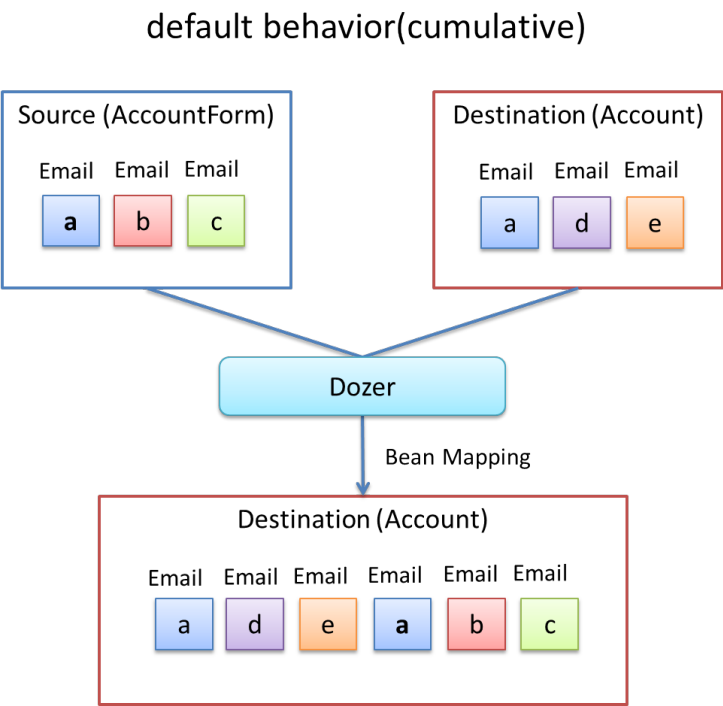 default behavior(cumulative)
Source (AccountForm)
Email Email Email
a b c
Destination (Account)
Email Email Email
a d e
Dozer
Bean Mapping
Destination (Account)
Email Email Email Email Email Email
a d e a b c